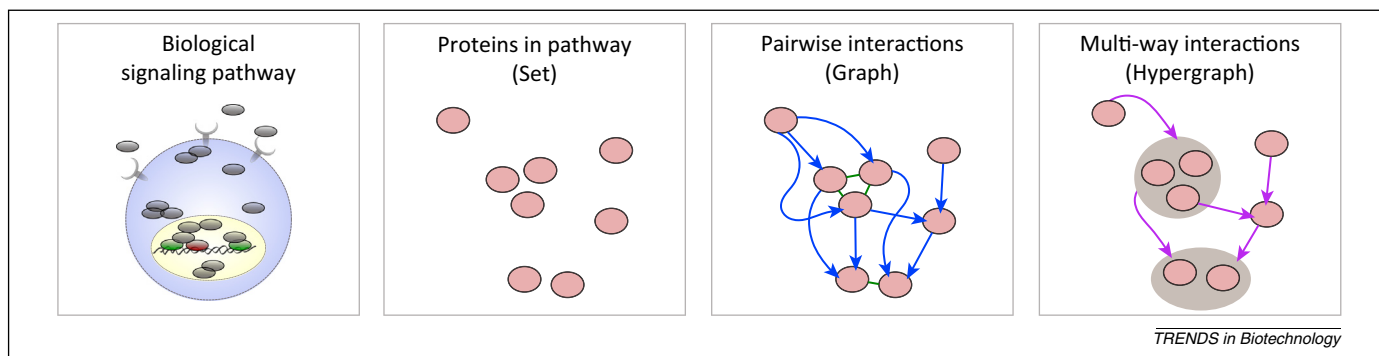 Biological
signaling pathway
Proteins in pathway
(Set)
Pairwise interactions
(Graph)
Multi-way interactions
(Hypergraph)
TRENDS in Biotechnology